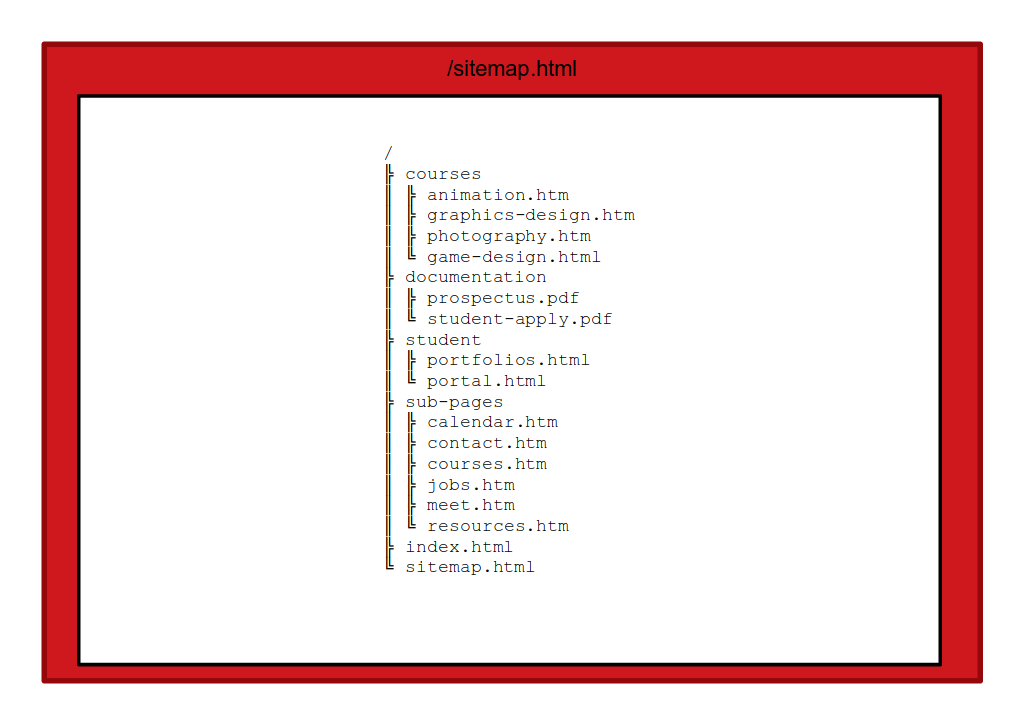 /sitemap.html
/
╠ courses
║ ╠ animation.htm
║ ╠ graphics-design.htm
║ ╠ photography.htm
║ ╚ game-design.html
╠ documentation
║ ╠ prospectus.pdf
║ ╚ student-apply.pdf
╠ student
║ ╠ portfolios.html
║ ╚ portal.html
╠ sub-pages
║ ╠ calendar.htm
║ ╠ contact.htm
║ ╠ courses.htm
║ ╠ jobs.htm
║ ╠ meet.htm
║ ╚ resources.htm
╠ index.html
╚ sitemap.html